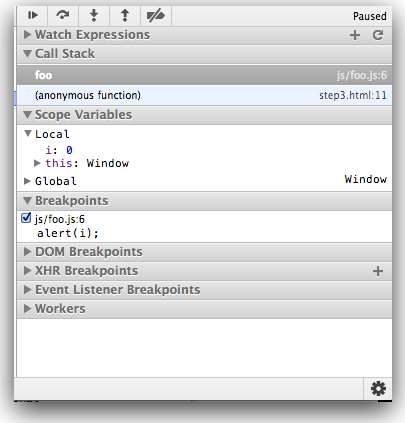 Paused
Watch Expressions
Call Stack
foo js/foo.js:6
(anonymous function) step3.html:11
Scope Variables
Local
i: 0
this: Window
Global Window
Breakpoints
js/foo.js:6
alert(i);
DOM Breakpoints
XHR Breakpoints
Event Listener Breakpoints
Workers